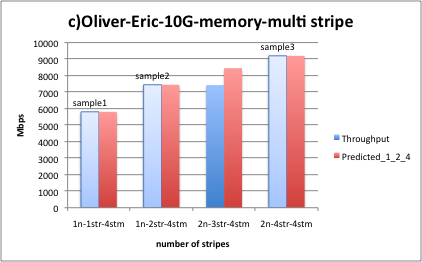 c)Oliver-Eric-10G-memory-multi stripe
10000
9000
8000
7000
6000
5000
4000
3000
2000
1000
0
Mbps
sample1
sample2
sample3
1n-1str-4stm 1n-2str-4stm 2n-3str-4stm 2n-4str-4stm
number of stripes
Throughput
Predicted_1_2_4